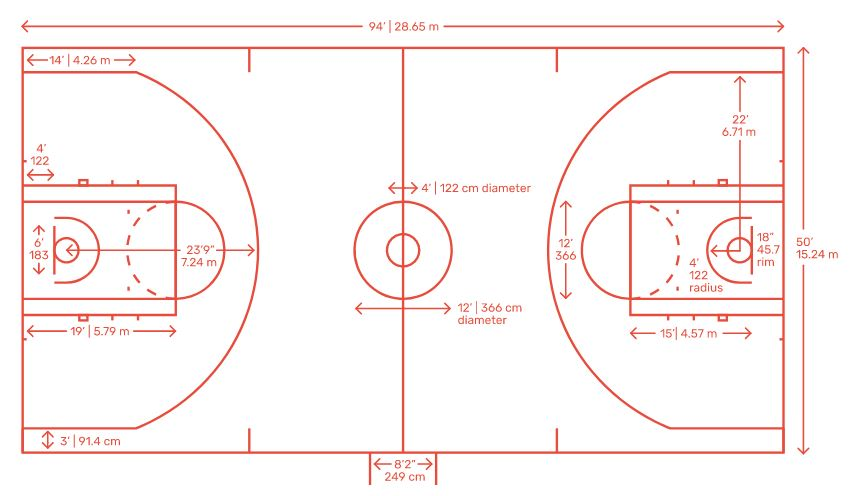 94’ | 28.65 m
14’ | 4.26 m
4’
122
22’
6.71 m
4’ | 122 cm diameter
6’
183
23’9”
7.24 m
12’
366
18”
45.7
rim
4’
122
radius
50’
15.24 m
12’ | 366 cm
diameter
19’ | 5.79 m
15’| 4.57 m
3’ | 91.4 cm
8’2”
249 cm